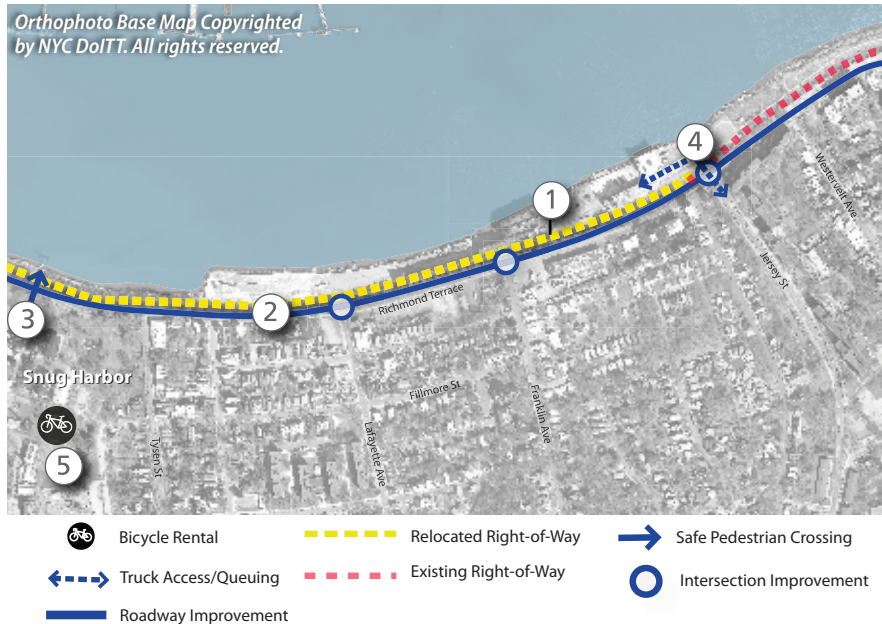 Orthophoto Base Map Copyrighted
by NYC DoITT. All rights reserved.
4
Westervelt Ave.
1
Jersey St
Richmond Terrace
2
3
Snug Harbor
Fillmore St
Franklin Ave
Lafayette Ave
Tysen St
5
Bicycle Rental
Relocated Right-of-Way
Safe Pedestrian Crossing
Truck Access/Queuing
Existing Right-of-Way
Intersection Improvement
Roadway Improvement